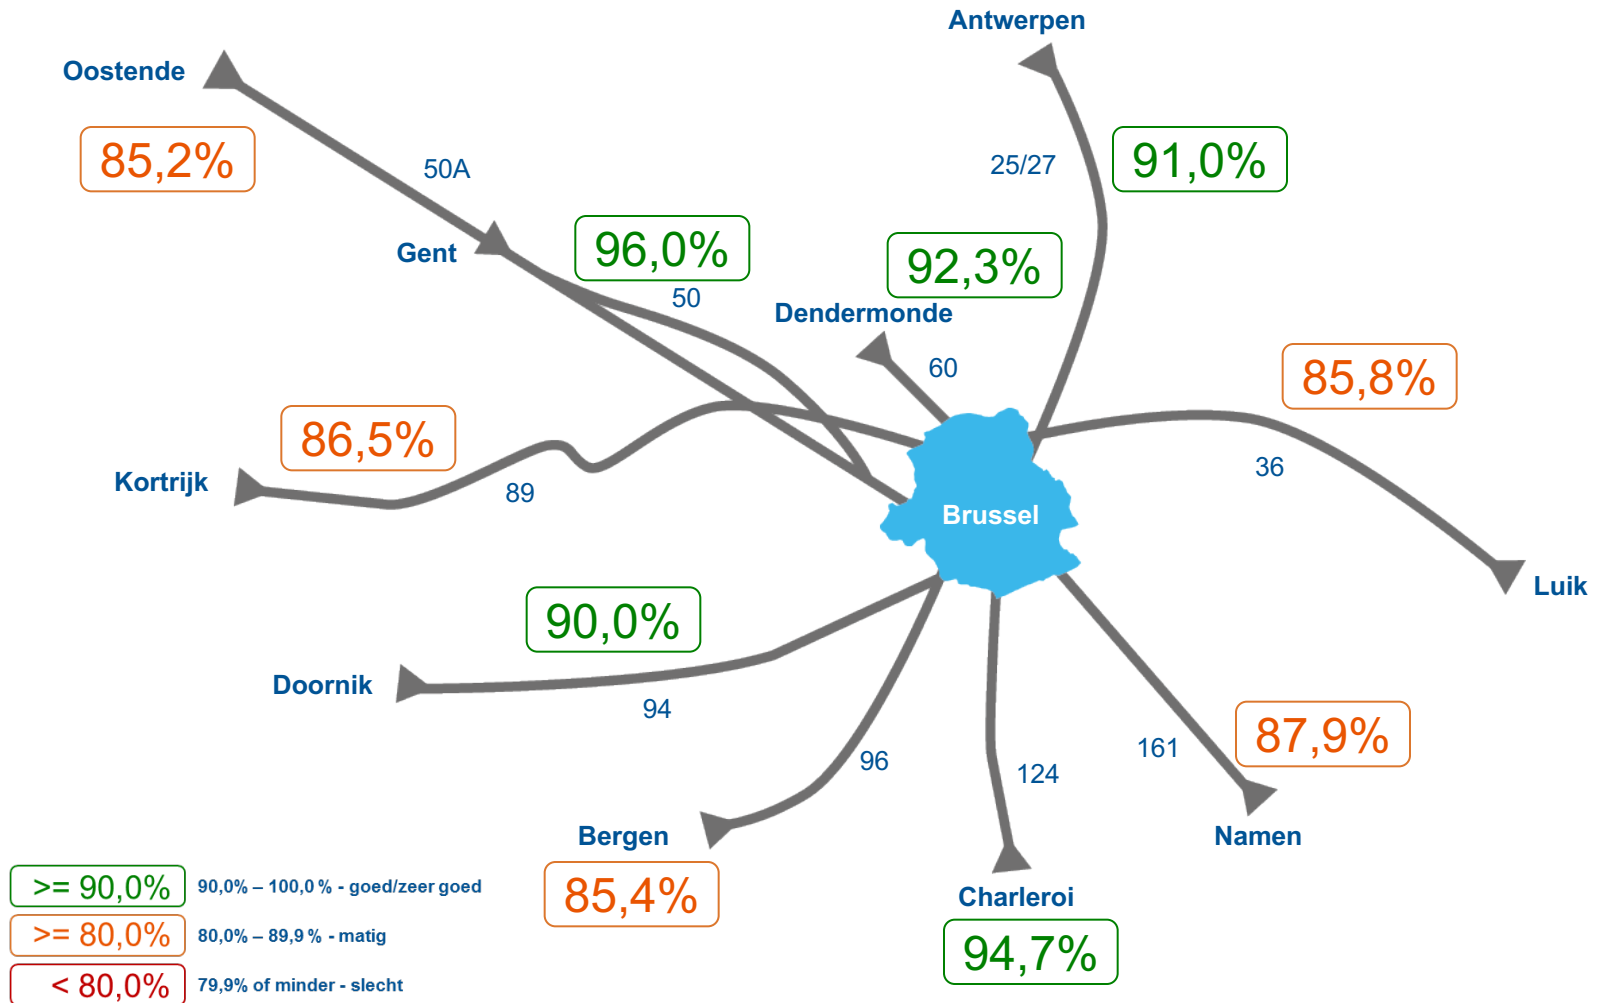 Antwerpen
Oostende
85,2%
50A
25/27
91,0%
Gent
96,0%
50
92,3%
Dendermonde
60
85,8%
86,5%
Kortrijk
89
36
Brussel
Luik
90,0%
Doornik
94
96
124
161
87,9%
Bergen
Namen
85,4%
Charleroi
94,7%
>= 90,0% 90,0% – 100,0% - goed/zeer goed
>= 80,0% 80,0% – 89,9% - matig
< 80,0% 79,9% of minder - slecht